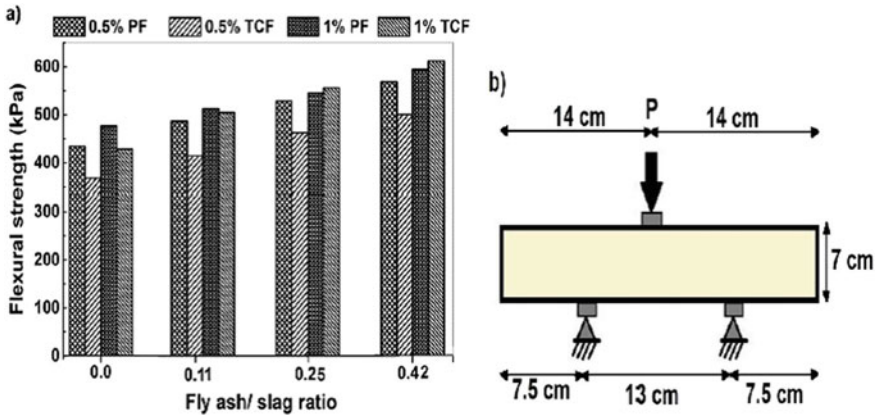 a)
0.5% PF 0.5% TCF 1% PF 1% TCF
Flexural strength (kPa)
600
500
400
300
200
100
0
0.0 0.11 0.25 0.42
Fly ash/ slag ratio
b)
P
14 cm 14 cm
7 cm
7.5 cm 13 cm 7.5 cm